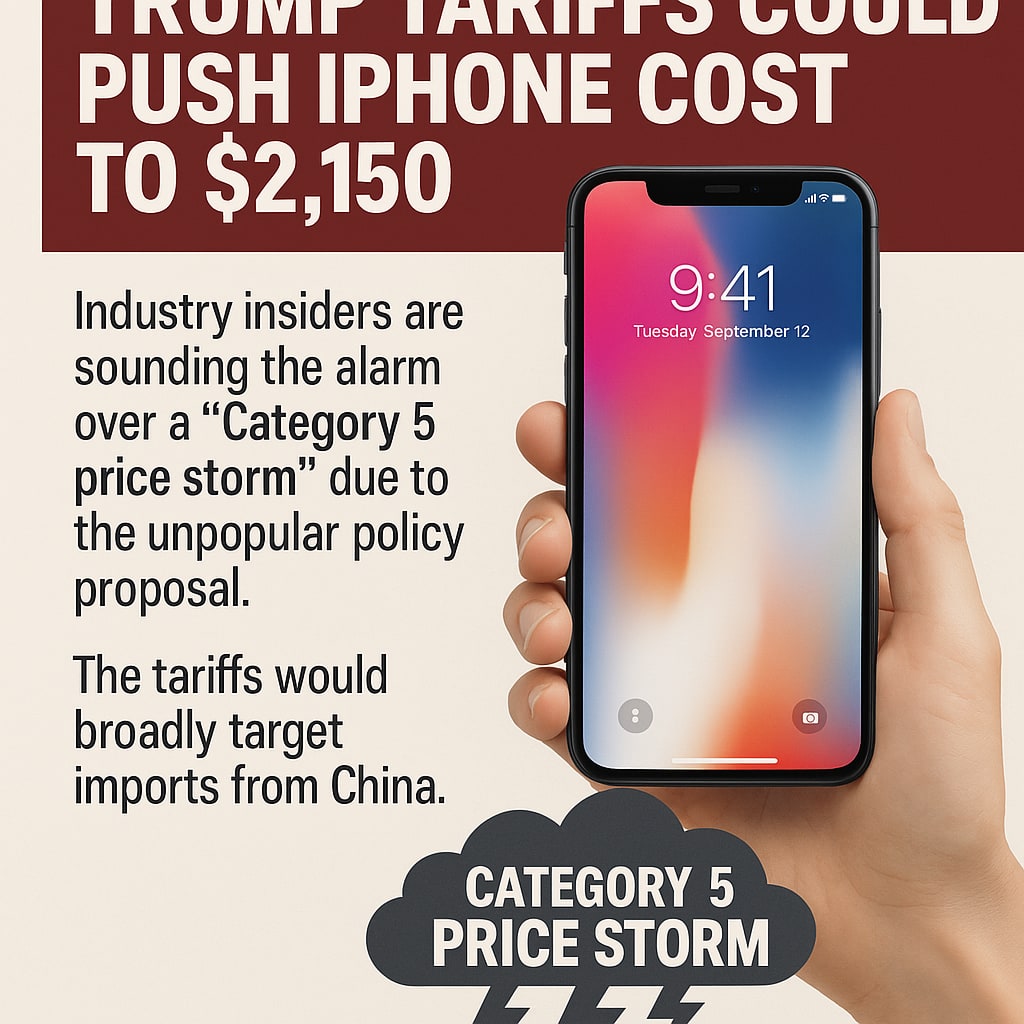 TRUMP TARIFFS COULD
PUSH IPHONE COST
TO $2,150
9:41
Tuesday September 12
Industry insiders are
sounding the alarm
over a “Category 5
price storm” due to
the unpopular policy
proposal.
The tariffs would
broadly target
imports from China.
CATEGORY 5
PRICE STORM